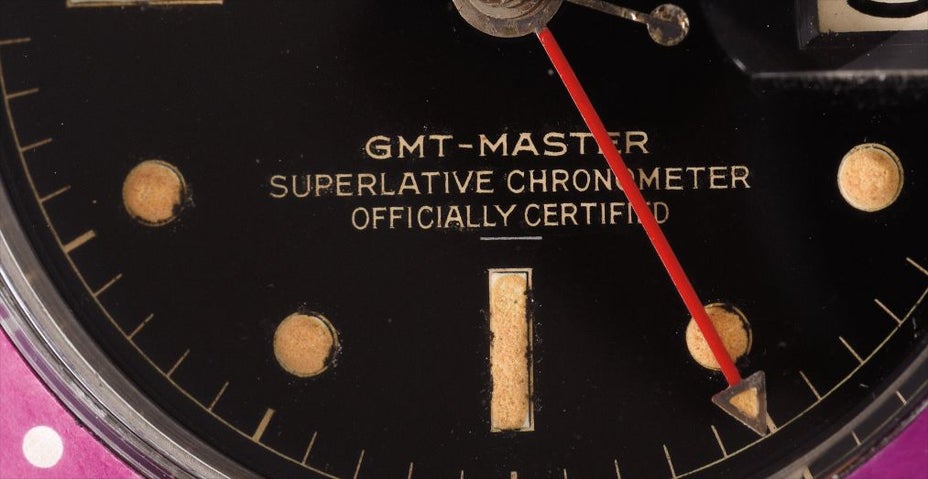 GMT-MASTER
SUPERLATIVE CHRONOMETER
OFFICIALLY CERTIFIED